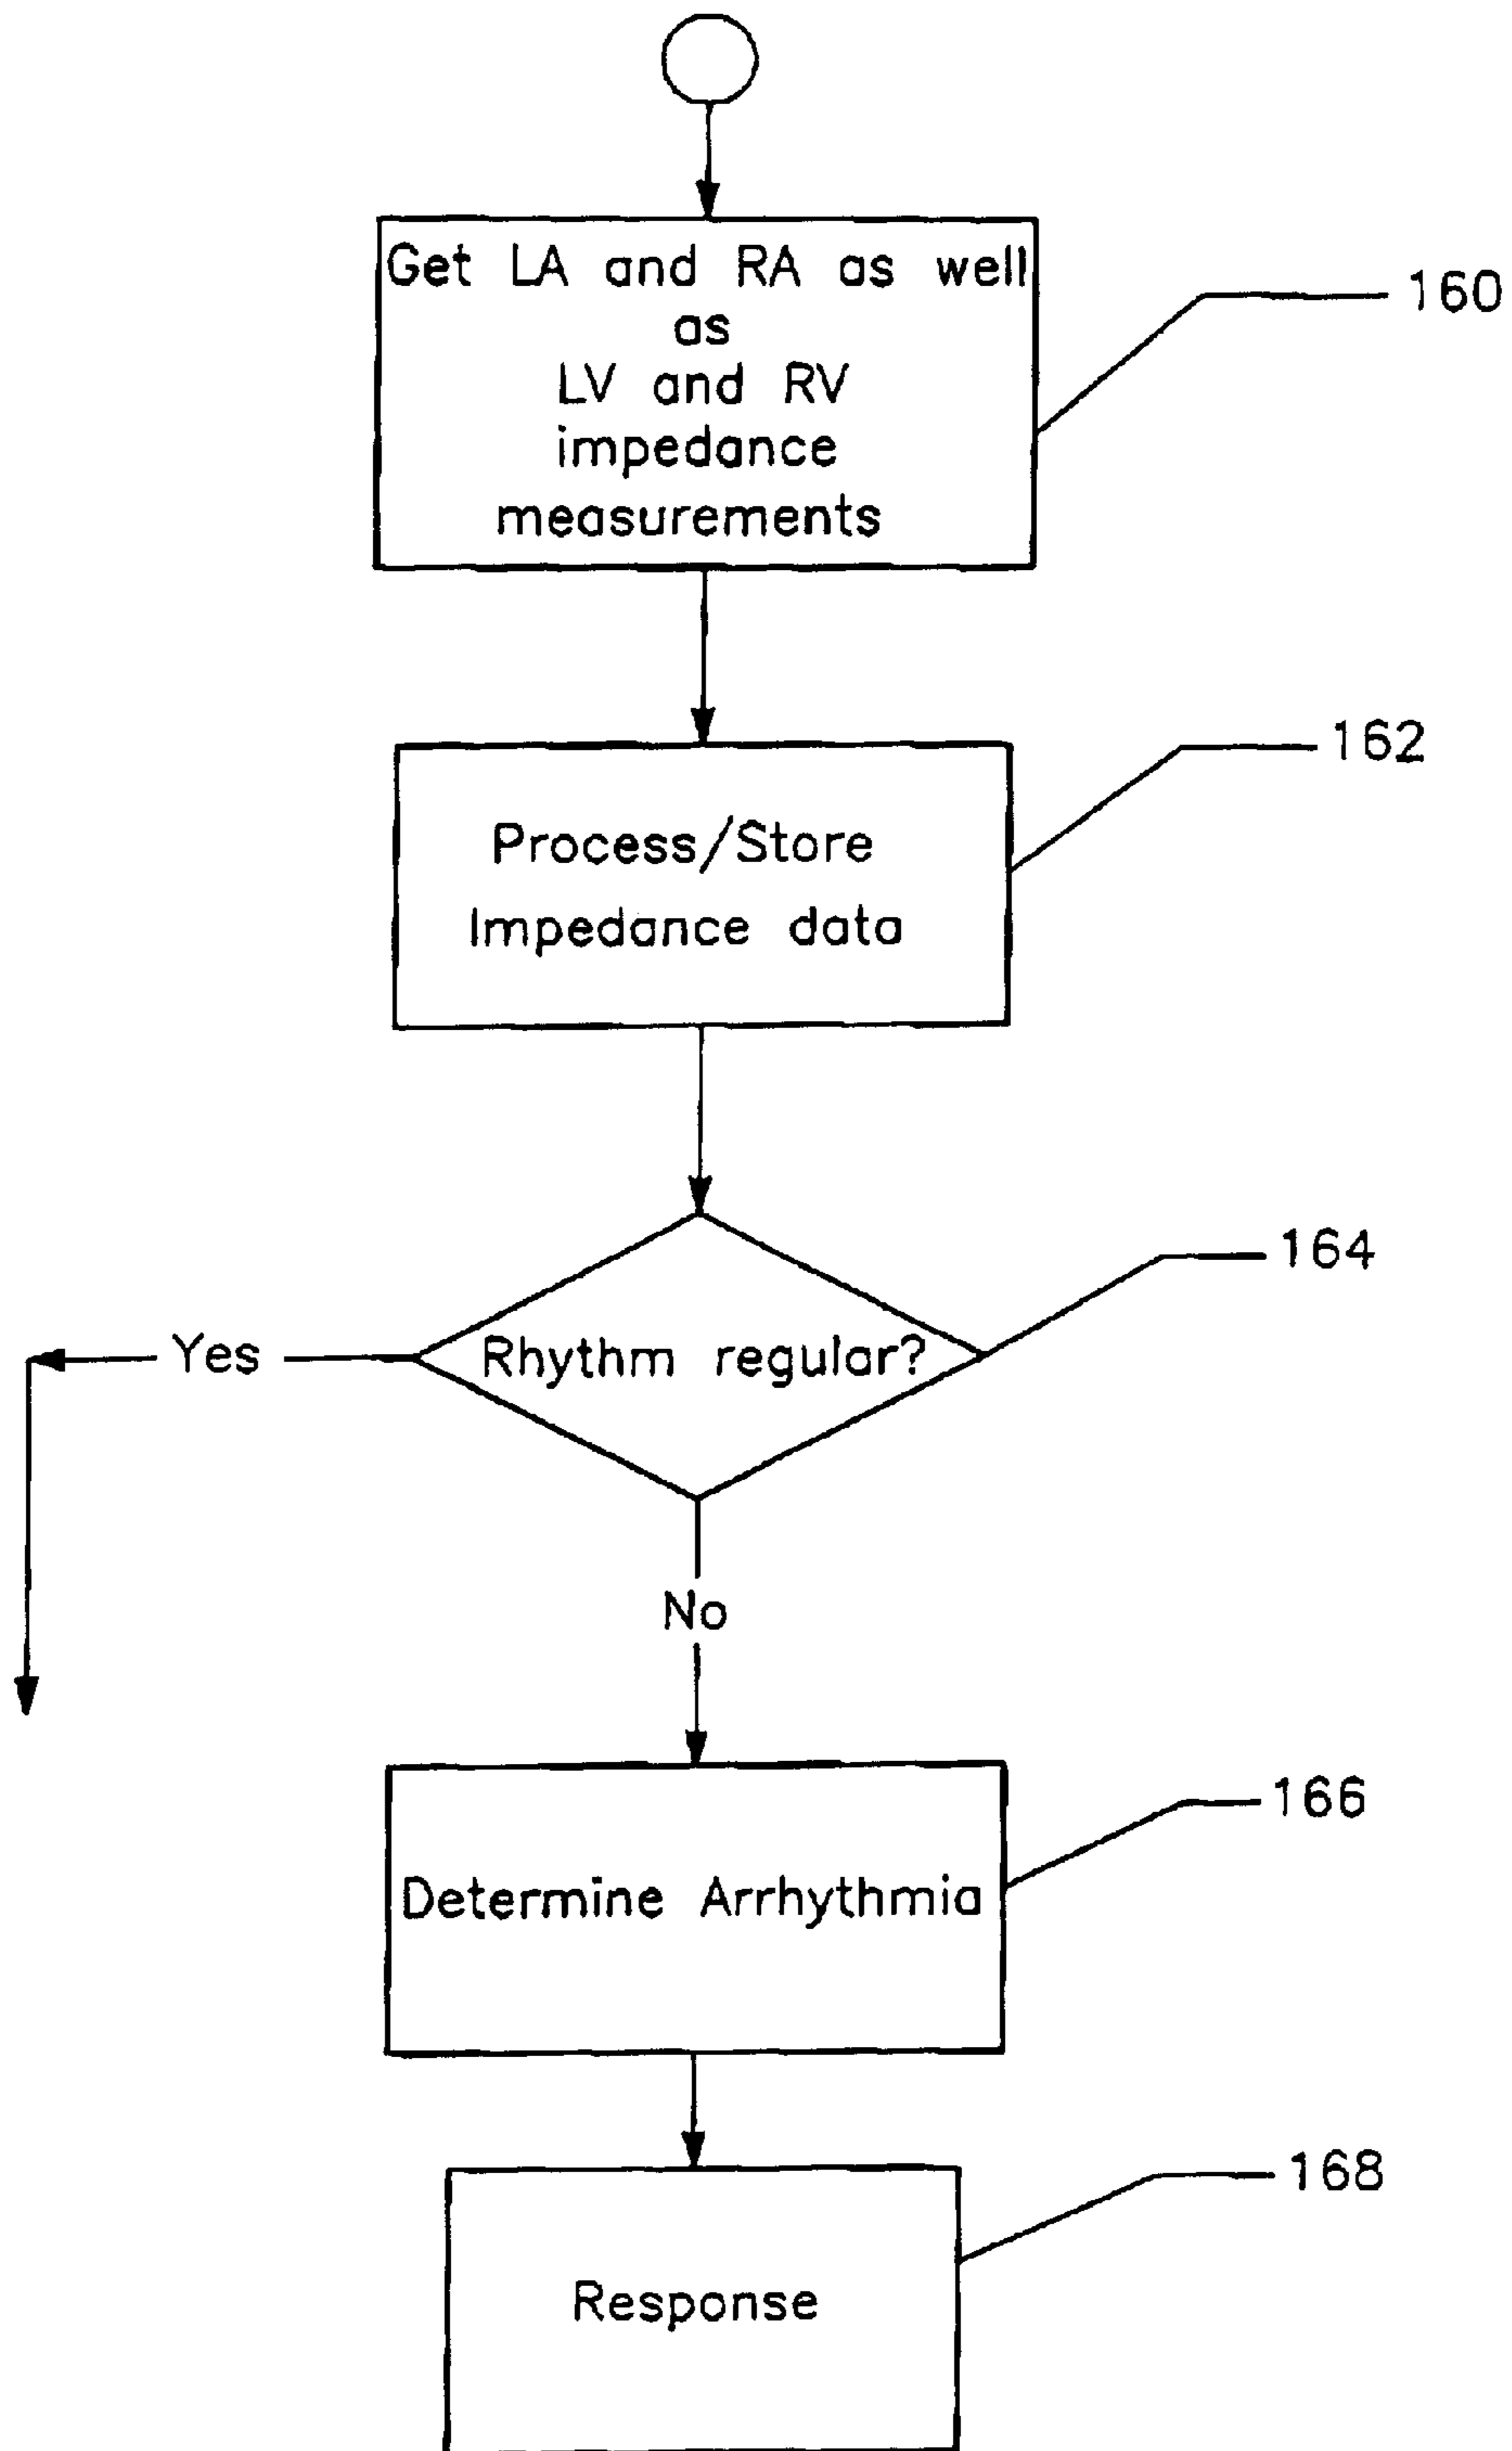 Get LA and RA as well
as
LV and RV
impedance
measurements
160
162
Process/Store
Impedance data
164
Yes
Rhythm regular?
No
166
Determine Arrhythmia
168
Response